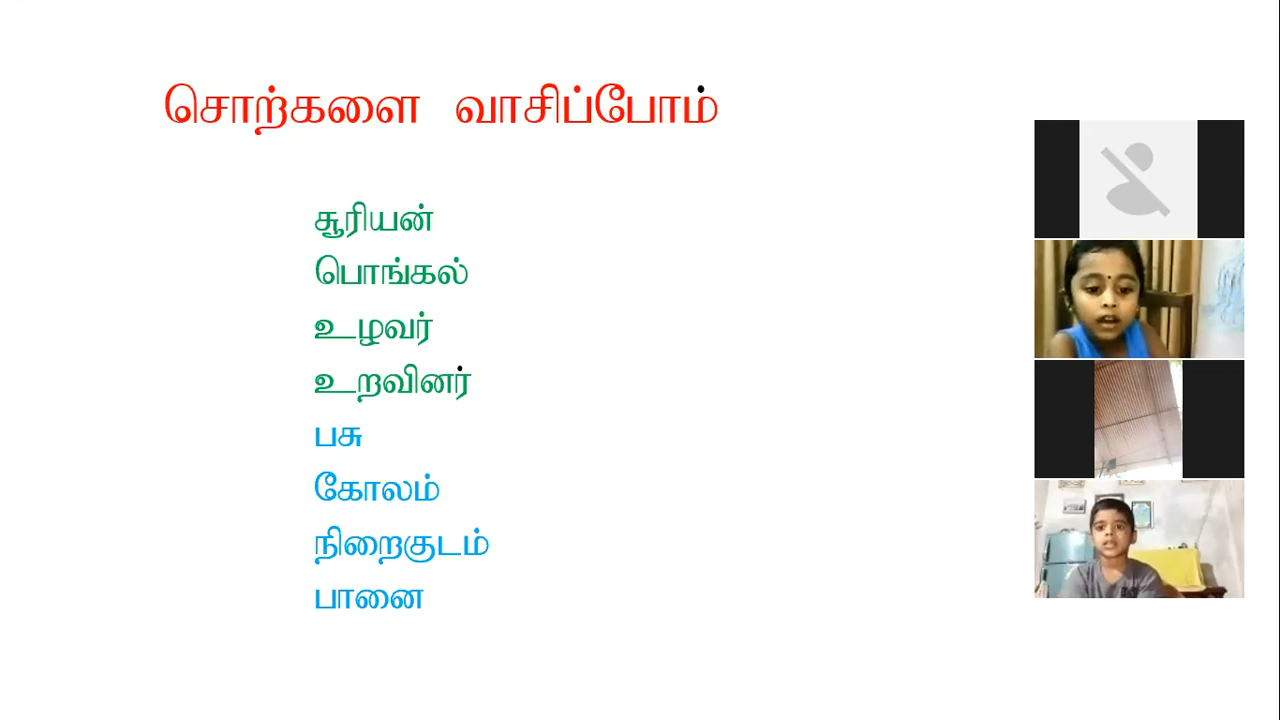 சொற்களை வாசிப்போம்
சூரியன்
பொங்கல்
உழவர்
உறவினர்
பசு
கோலம்
நிறைகுடம்
பானை